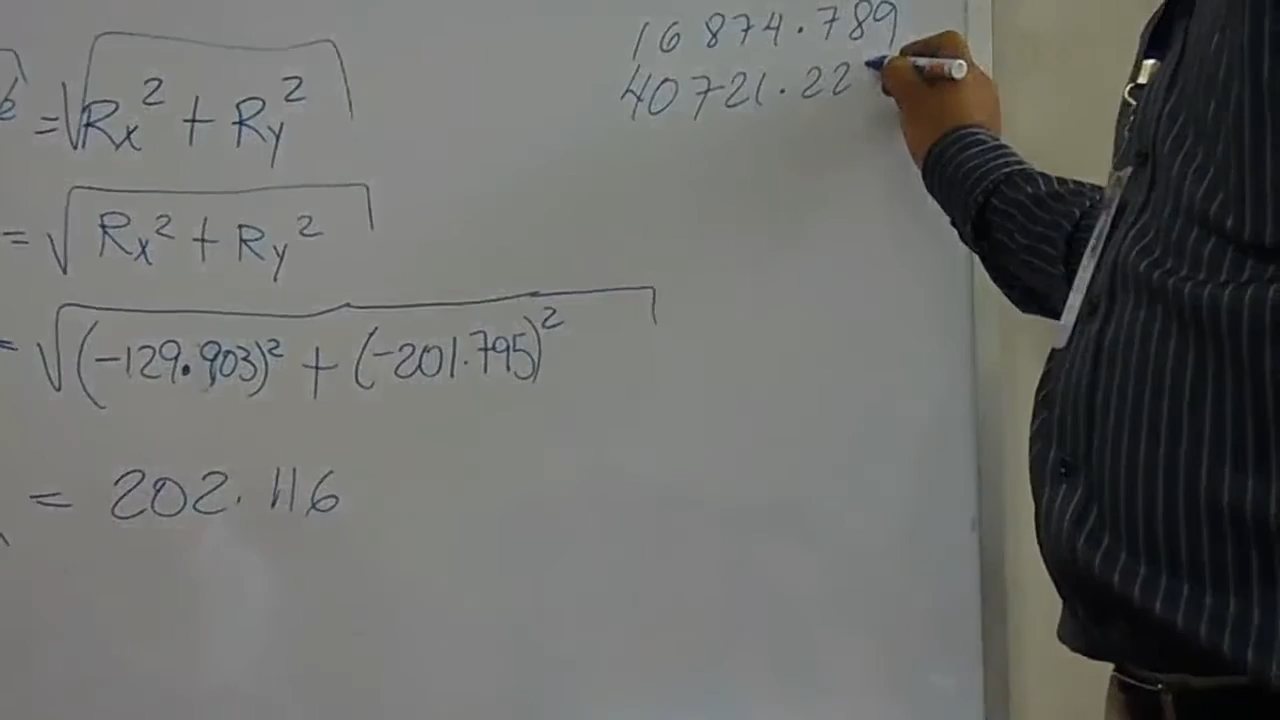 = √Rx² + Ry²
= √Rx² + Ry²
= √(-129.903)² + (-201.795)²
= 202.116
16874.789
40721.22